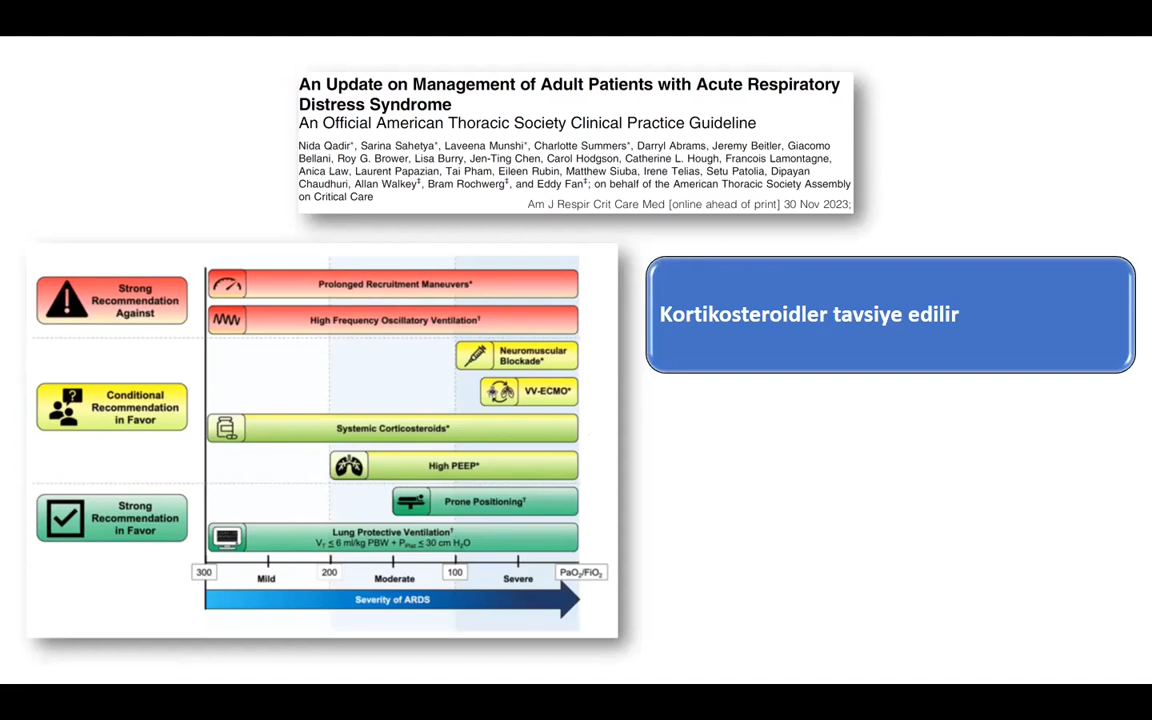 An Update on Management of Adult Patients with Acute Respiratory
Distress Syndrome
An Official American Thoracic Society Clinical Practice Guideline
Nida Qadir*, Sarina Sahetya*, Laveena Munshi*, Charlotte Summers*, Darryl Abrams, Jeremy Beitler, Giacomo
Bellani, Roy G. Brower, Lisa Burry, Jen-Ting Chen, Carol Hodgson, Catherine L. Hough, Francois Lamontagne,
Anica Law, Laurent Papazian, Tai Pham, Eileen Rubin, Matthew Siuba, Irene Telias, Setu Patolia, Dipayan
Chaudhuri, Allan Walkey‡, Bram Rochwerg‡, and Eddy Fan‡; on behalf of the American Thoracic Society Assembly
on Critical Care
Am J Respir Crit Care Med [online ahead of print] 30 Nov 2023;
Strong
Recommendation
Against
Prolonged Recruitment Maneuvers*
High Frequency Oscillatory Ventilation†
Conditional
Recommendation
in Favor
Neuromuscular
Blockade*
VV-ECMO*
Systemic Corticosteroids*
High PEEP*
Strong
Recommendation
in Favor
Prone Positioning†
Lung Protective Ventilation†
VT ≤ 6 ml/kg PBW + PPlat ≤ 30 cm H2O
300
Mild
200
Moderate
100
Severe
PaO2/FiO2
Severity of ARDS
Kortikosteroidler tavsiye edilir